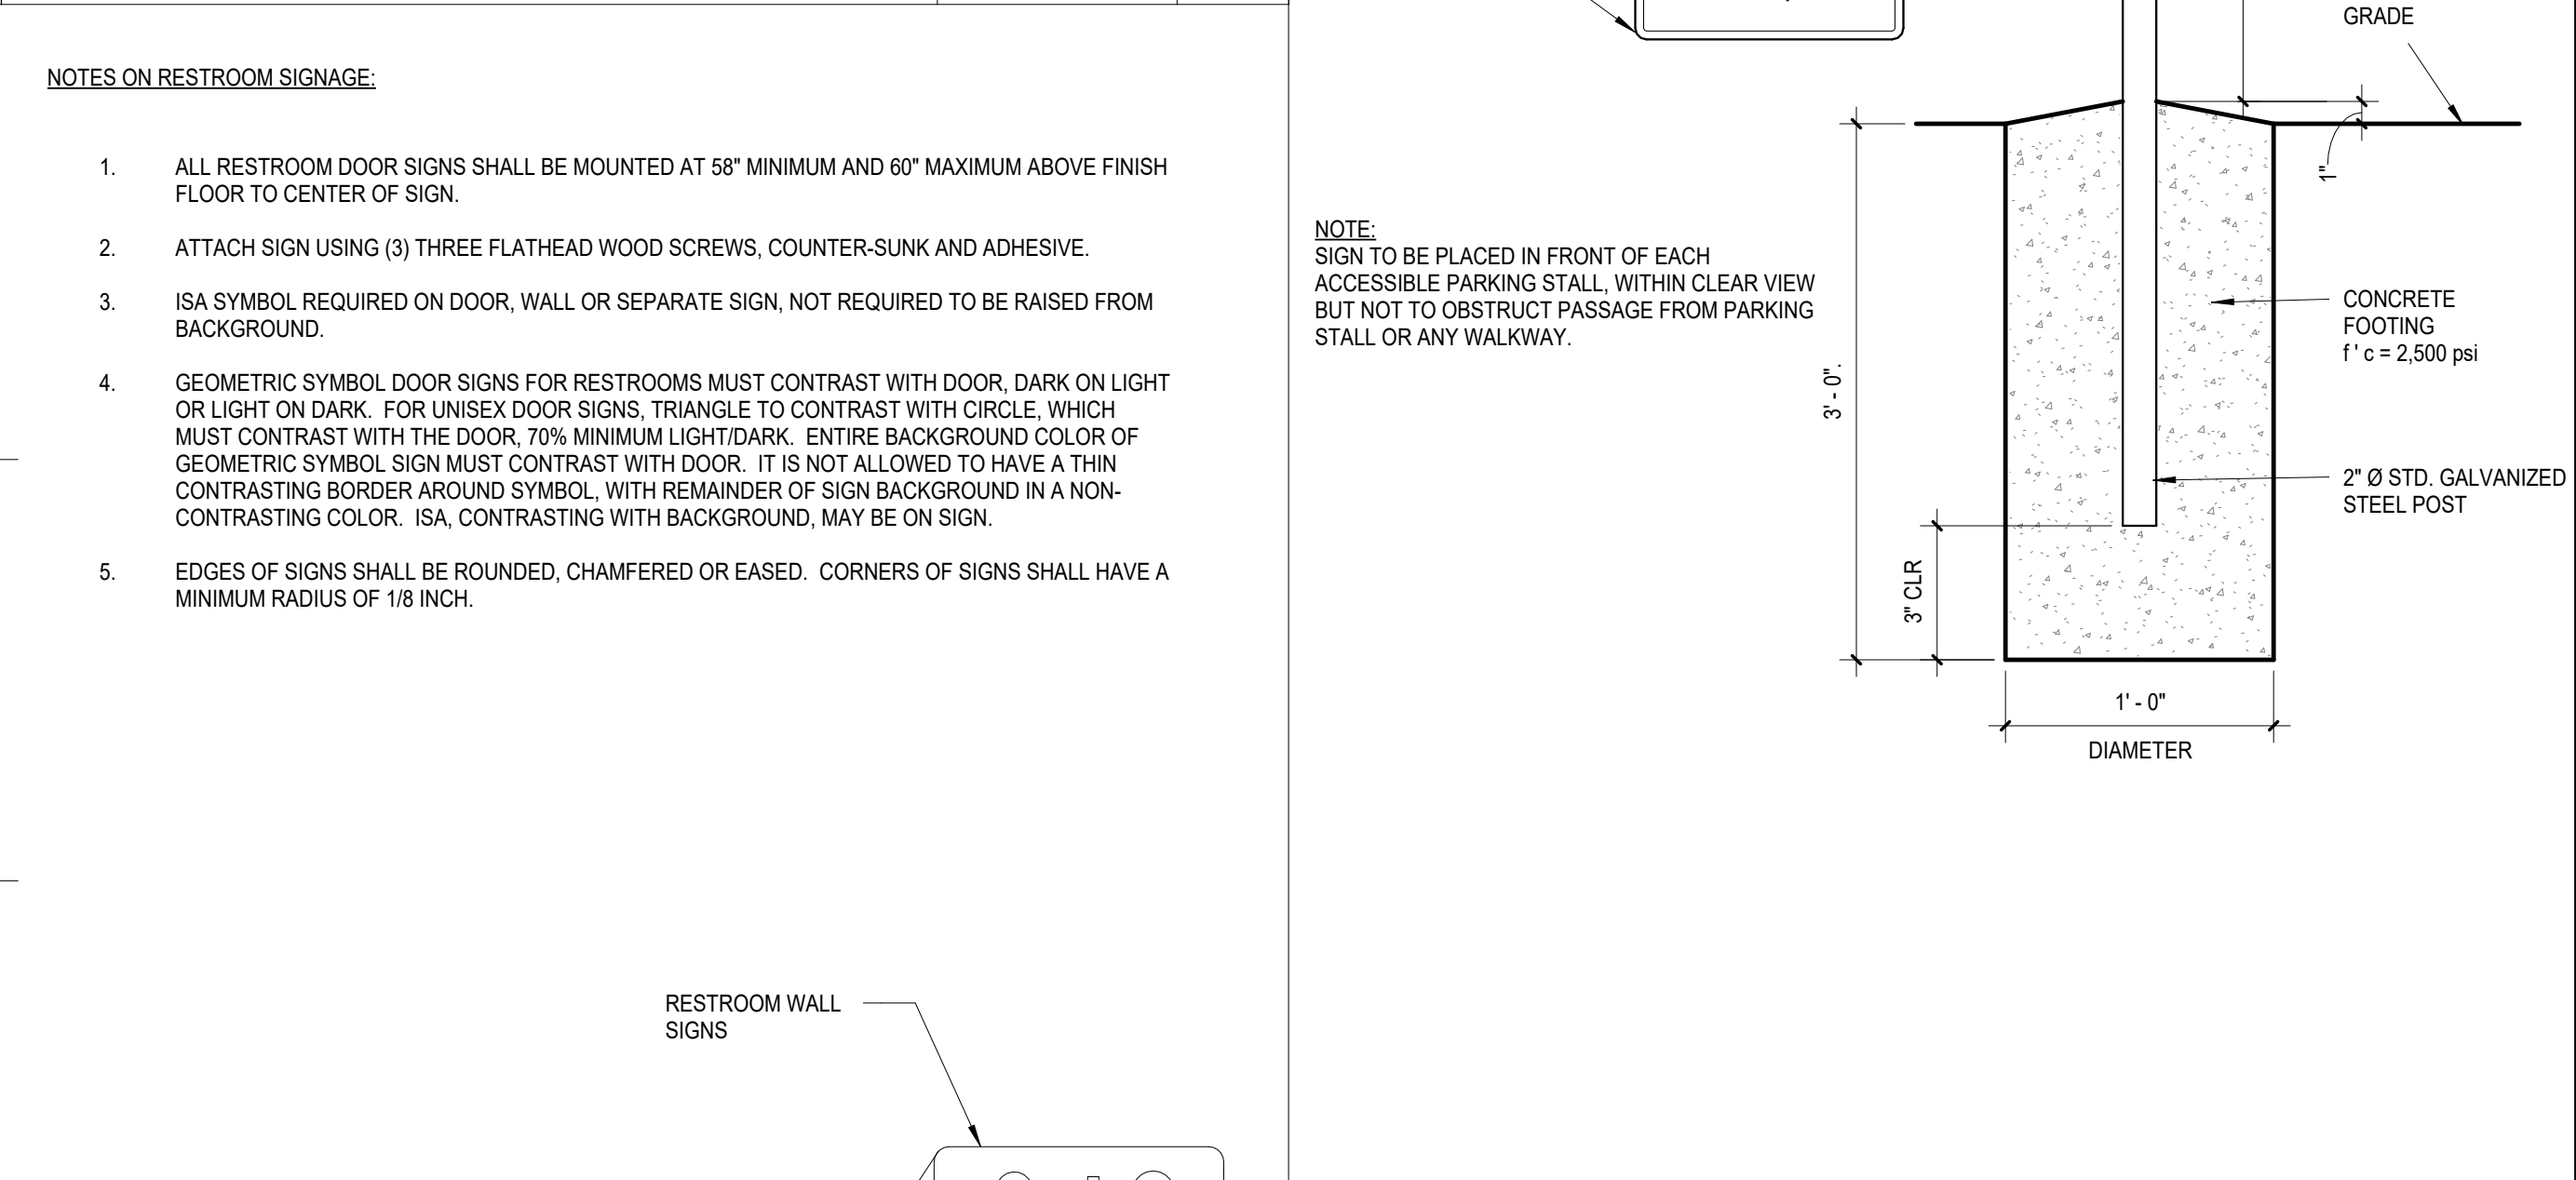 NOTES ON RESTROOM SIGNAGE:
1. ALL RESTROOM DOOR SIGNS SHALL BE MOUNTED AT 58" MINIMUM AND 60" MAXIMUM ABOVE FINISH
FLOOR TO CENTER OF SIGN.
2. ATTACH SIGN USING (3) THREE FLATHEAD WOOD SCREWS, COUNTER-SUNK AND ADHESIVE.
3. ISA SYMBOL REQUIRED ON DOOR, WALL OR SEPARATE SIGN, NOT REQUIRED TO BE RAISED FROM
BACKGROUND.
4. GEOMETRIC SYMBOL DOOR SIGNS FOR RESTROOMS MUST CONTRAST WITH DOOR, DARK ON LIGHT
OR LIGHT ON DARK. FOR UNISEX DOOR SIGNS, TRIANGLE TO CONTRAST WITH CIRCLE, WHICH
MUST CONTRAST WITH THE DOOR, 70% MINIMUM LIGHT/DARK. ENTIRE BACKGROUND COLOR OF
GEOMETRIC SYMBOL SIGN MUST CONTRAST WITH DOOR. IT IS NOT ALLOWED TO HAVE A THIN
CONTRASTING BORDER AROUND SYMBOL, WITH REMAINDER OF SIGN BACKGROUND IN A NON-
CONTRASTING COLOR. ISA, CONTRASTING WITH BACKGROUND, MAY BE ON SIGN.
5. EDGES OF SIGNS SHALL BE ROUNDED, CHAMFERED OR EASED. CORNERS OF SIGNS SHALL HAVE A
MINIMUM RADIUS OF 1/8 INCH.
RESTROOM WALL
SIGNS
NOTE:
SIGN TO BE PLACED IN FRONT OF EACH
ACCESSIBLE PARKING STALL, WITHIN CLEAR VIEW
BUT NOT TO OBSTRUCT PASSAGE FROM PARKING
STALL OR ANY WALKWAY.
GRADE
1"
CONCRETE
FOOTING
f ' c = 2,500 psi
2" Ø STD. GALVANIZED
STEEL POST
3' - 0".
3" CLR
1' - 0"
DIAMETER